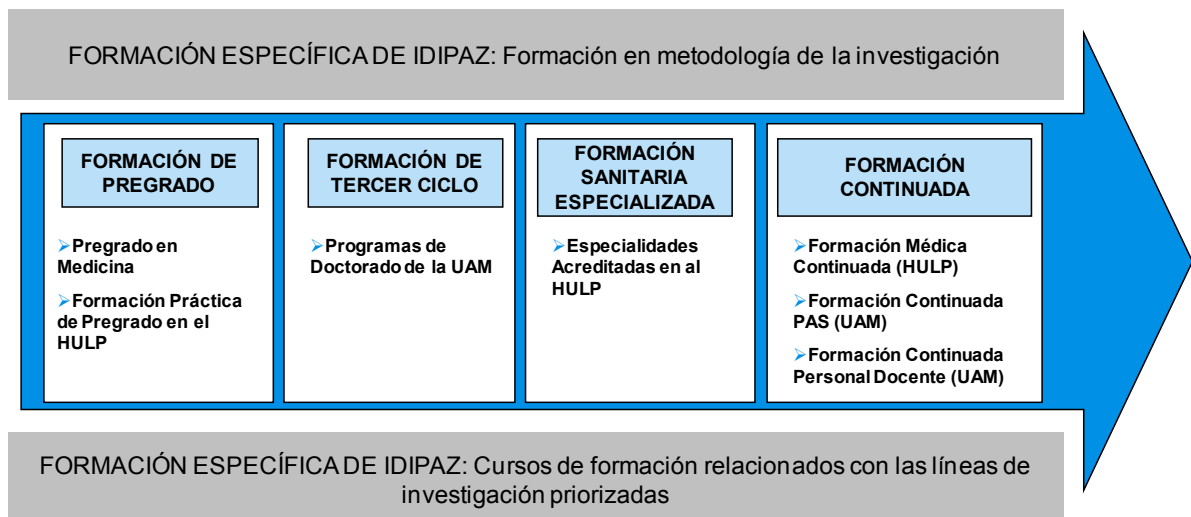 FORMACIÓN ESPECÍFICA DE IDIPAZ: Formación en metodología de la investigación
FORMACIÓN DE
PREGRADO
➢Pregrado en
Medicina
➢Formación Práctica
de Pregrado en el
HULP
FORMACIÓN DE
TERCER CICLO
➢Programas de
Doctorado de la UAM
FORMACIÓN
SANITARIA
ESPECIALIZADA
➢Especialidades
Acreditadas en al
HULP
FORMACIÓN
CONTINUADA
➢Formación Médica
Continuada (HULP)
➢Formación Continuada
PAS (UAM)
➢Formación Continuada
Personal Docente (UAM)
FORMACIÓN ESPECÍFICA DE IDIPAZ: Cursos de formación relacionados con las líneas de
investigación priorizadas